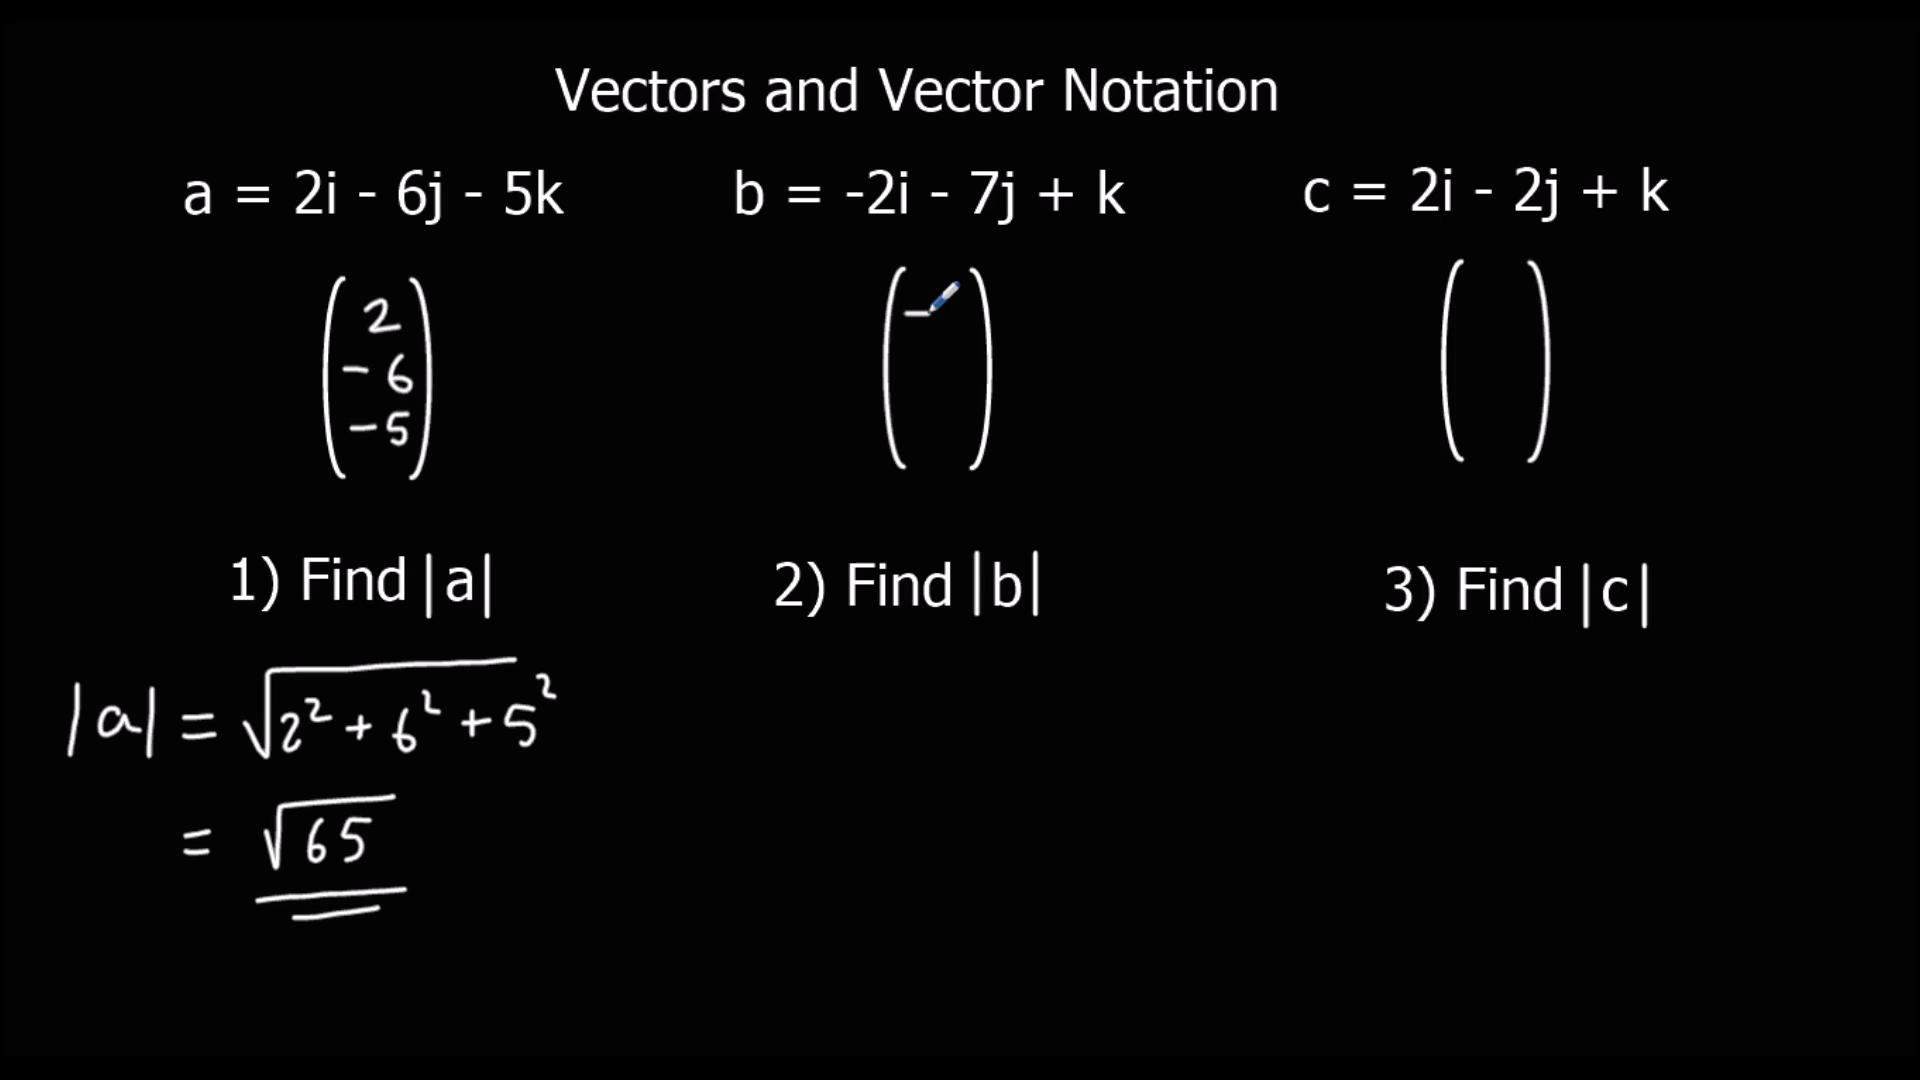 Vectors and Vector Notation
a = 2i - 6j - 5k
b = -2i - 7j + k
c = 2i - 2j + k
2
- 6
- 5
-
1) Find |a|
2) Find |b|
3) Find |c|
|a| = √2² + 6² + 5²
= √65